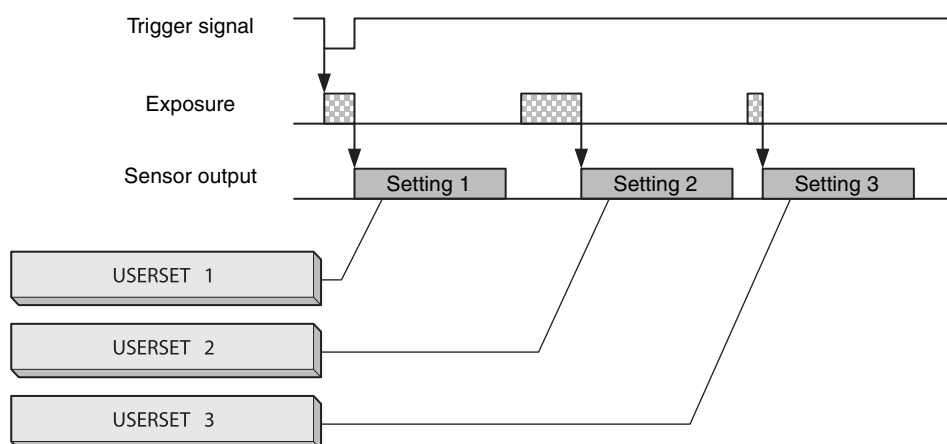 Trigger signal
Exposure
Sensor output
Setting 1 Setting 2 Setting 3
USERSET 1
USERSET 2
USERSET 3